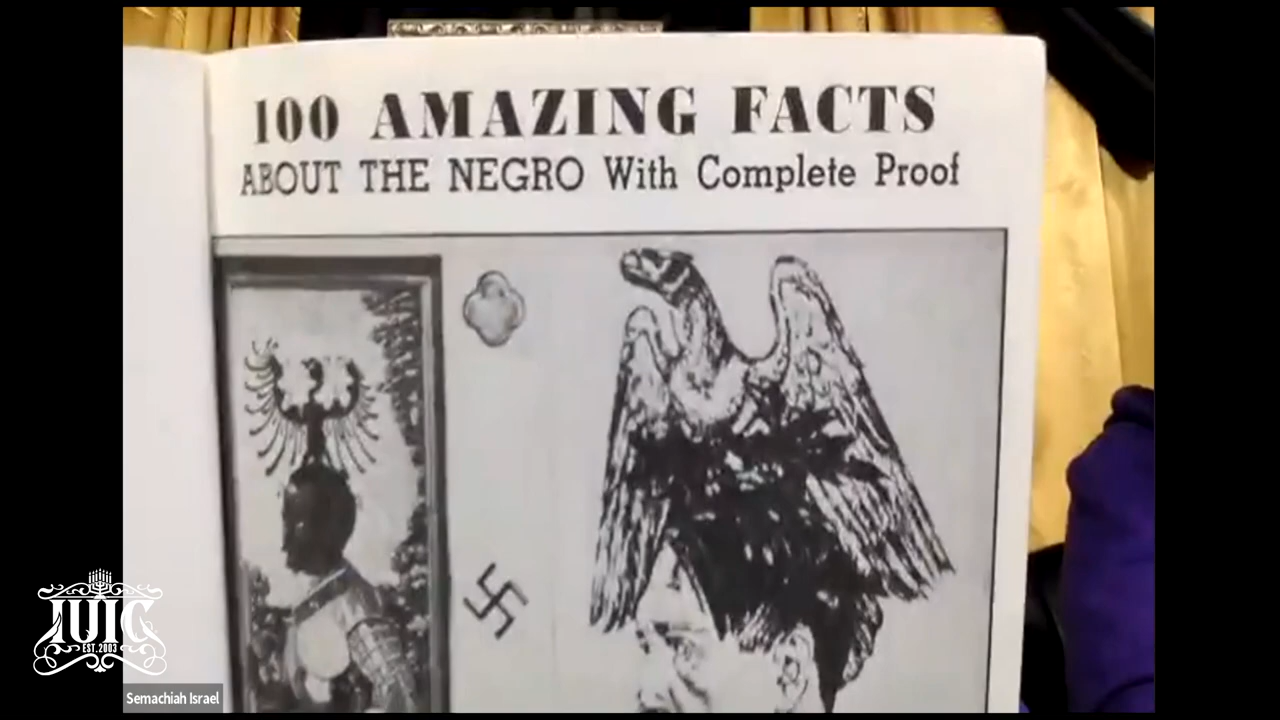 100 AMAZING FACTS
ABOUT THE NEGRO With Complete Proof
IUIC
EST. 2003
Semachiah Israel